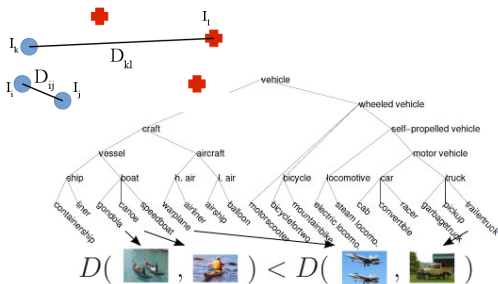 I_k
D_kl
I_l
I_i
D_ij
I_j
vehicle
wheeled vehicle
craft
self-propelled vehicle
vessel
aircraft
motor vehicle
ship
boat
h. air
l. air
bicycle
locomotive
car
truck
containership
liner
gondola
canoe
speedboat
warplane
airliner
airship
balloon
motorscooter
bicyclefortwo
mountainbike
electric locomo.
steam locomo.
cab
convertible
racer
garbagetruck
pickup
trailertruck
D( , ) < D( , )